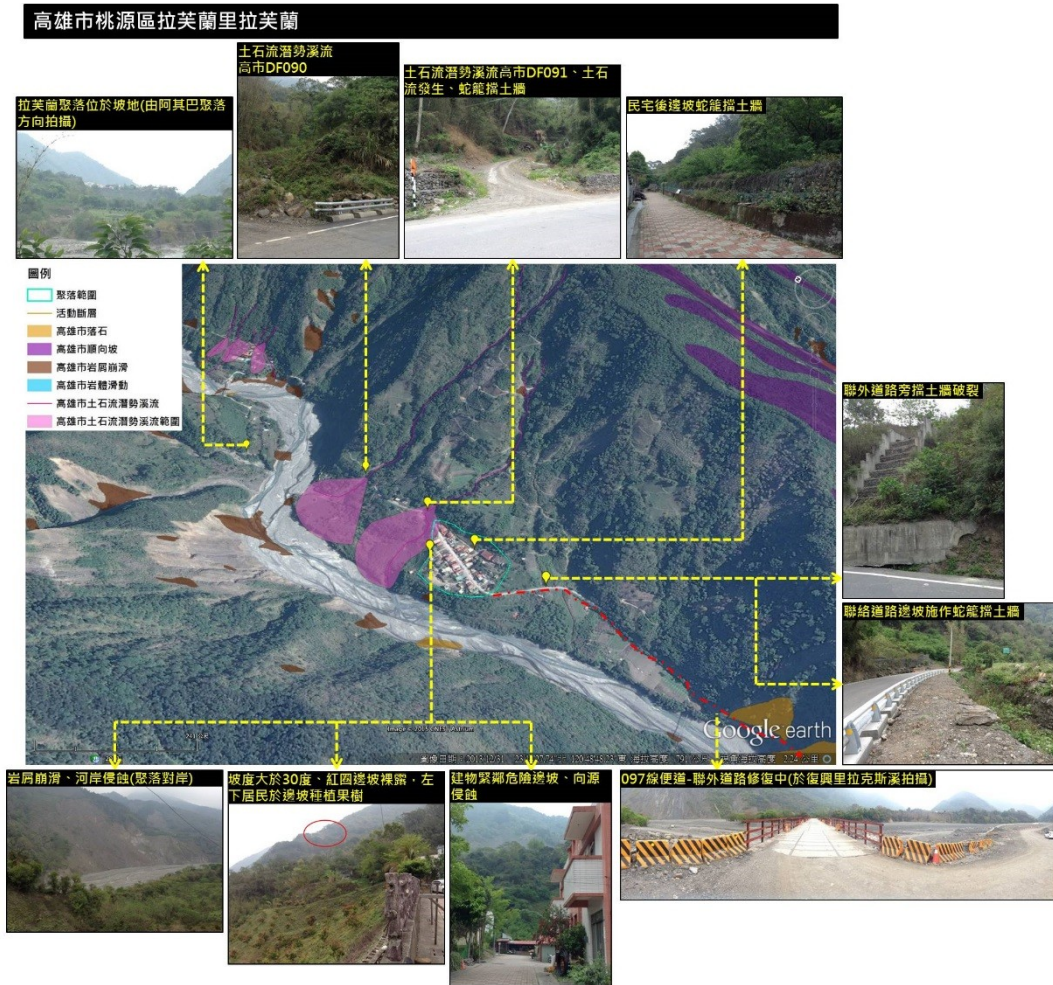 高雄市桃源區拉芙蘭里拉芙蘭
土石流潛勢溪流
高市DF090
土石流潛勢溪流高市DF091、土石
流發生、蛇籠擋土牆
拉芙蘭聚落位於坡地(由阿其巴聚落
方向拍攝)
民宅後邊坡蛇籠擋土牆
圖例
聚落範圍
活動斷層
高雄市落石
高雄市順向坡
高雄市岩屑崩滑
高雄市岩體滑動
高雄市土石流潛勢溪流
高雄市土石流潛勢溪流範圍
聯外道路旁擋土牆破裂
聯絡道路邊坡施作蛇籠擋土牆
Google earth
岩屑崩滑、河岸侵蝕(聚落對岸)
坡度大於30度、紅圈邊坡裸露，左
下居民於邊坡種植果樹
建物緊鄰危險邊坡、向源
侵蝕
097線便道-聯外道路修復中(於復興里拉克斯溪拍攝)